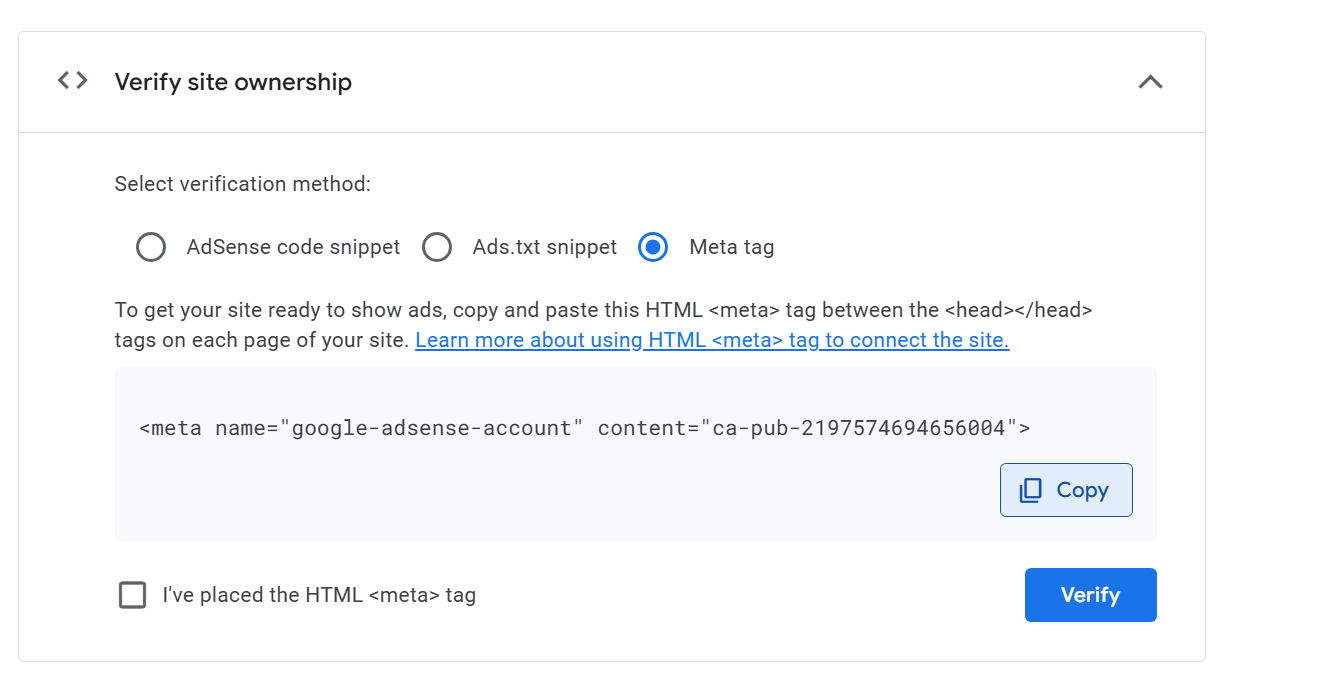 Verify site ownership
Select verification method:
AdSense code snippet Ads.txt snippet Meta tag
To get your site ready to show ads, copy and paste this HTML <meta> tag between the <head></head>
tags on each page of your site. Learn more about using HTML <meta> tag to connect the site.
<meta name="google-adsense-account" content="ca-pub-2197574694656004">
Copy
I've placed the HTML <meta> tag
Verify